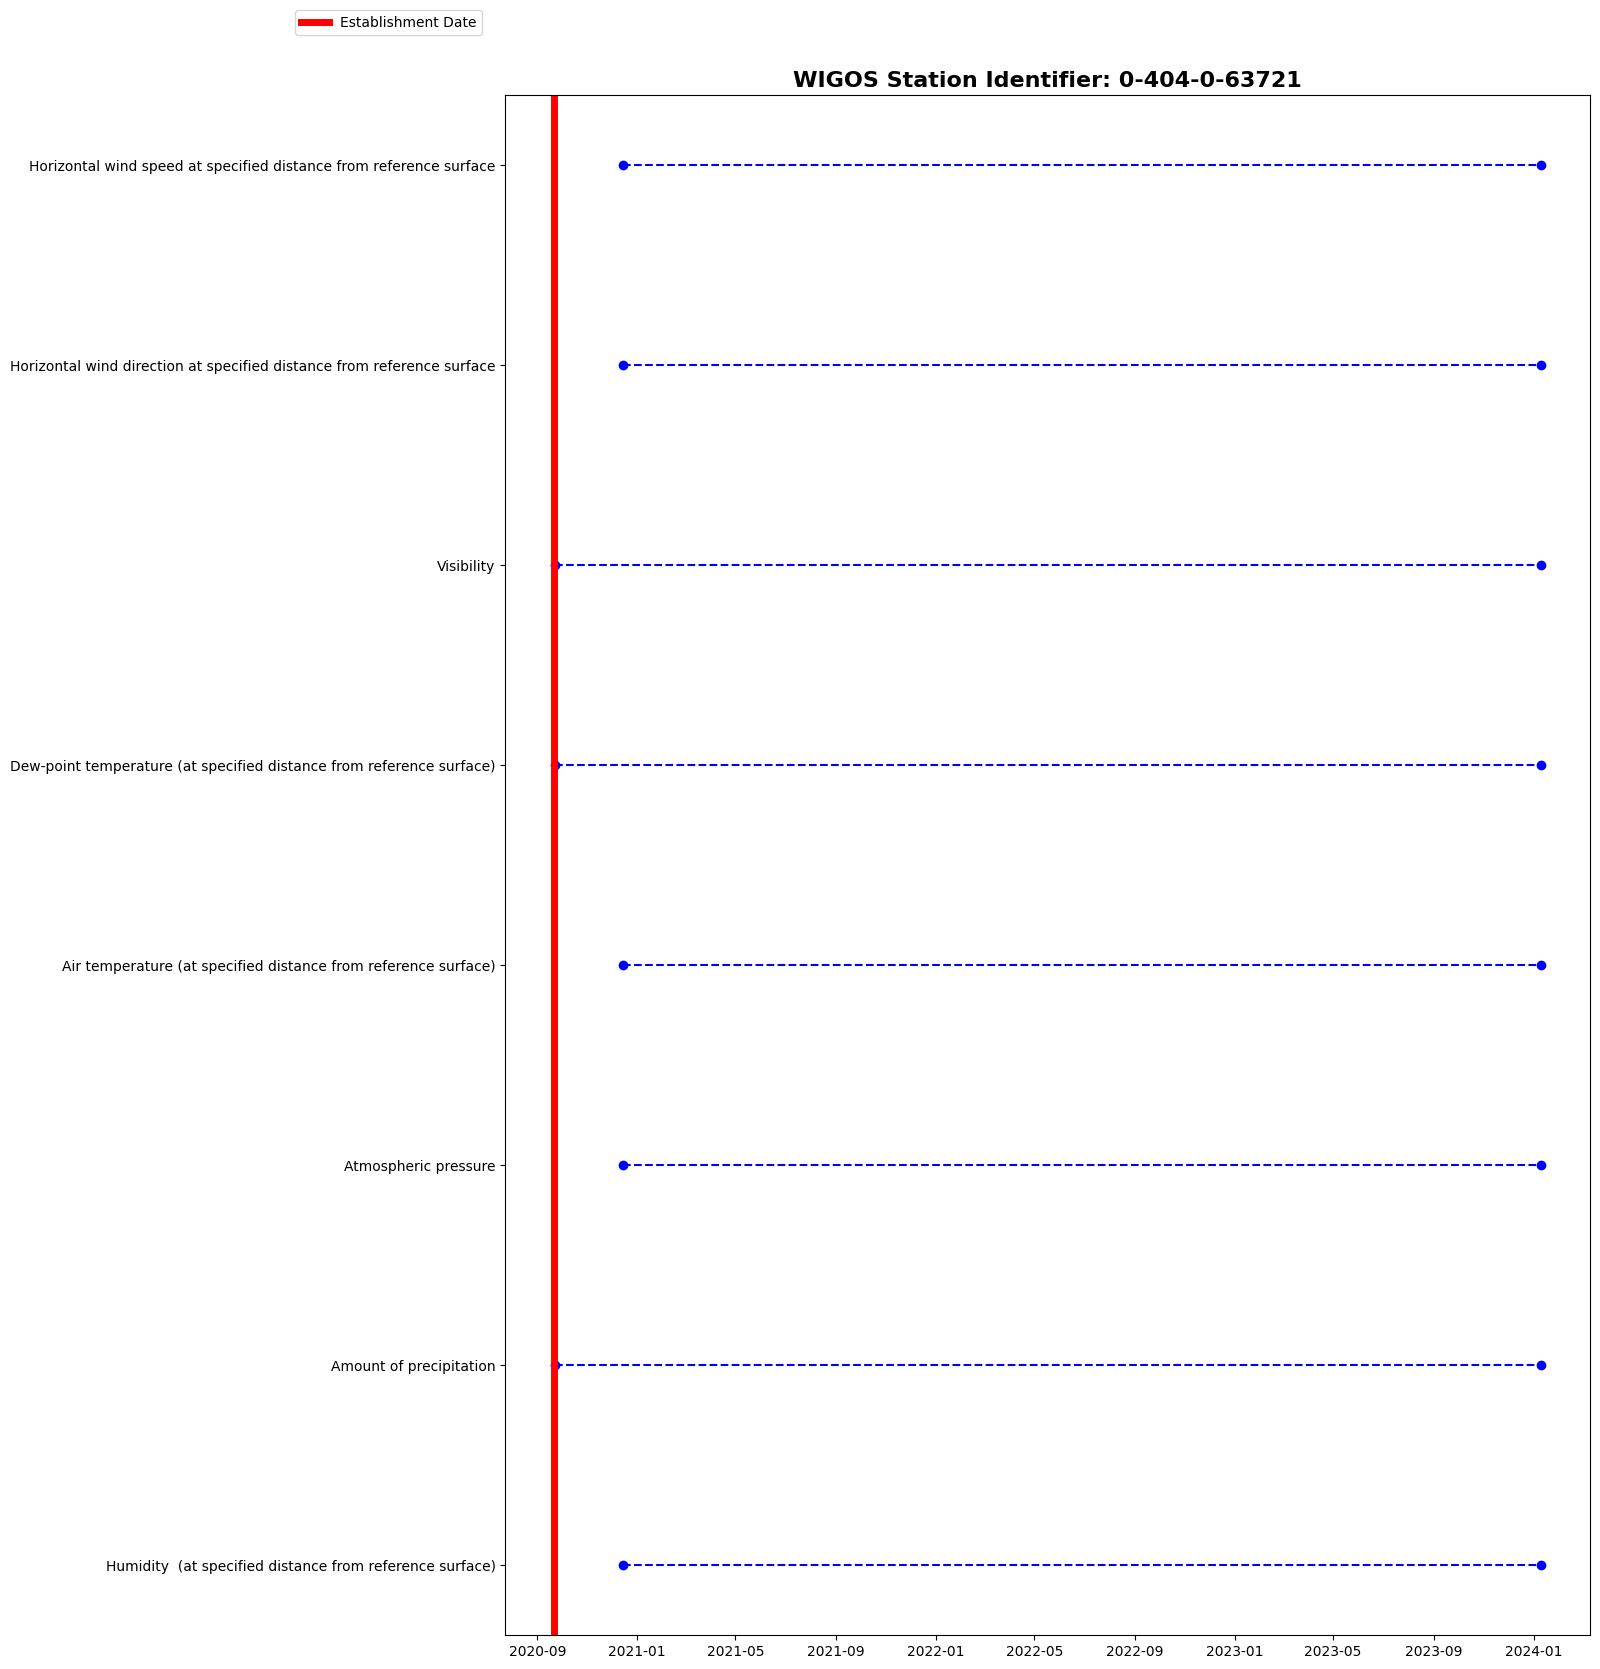 Establishment Date
WIGOS Station Identifier: 0-404-0-63721
Horizontal wind speed at specified distance from reference surface
Horizontal wind direction at specified distance from reference surface
Visibility
Dew-point temperature (at specified distance from reference surface)
Air temperature (at specified distance from reference surface)
Atmospheric pressure
Amount of precipitation
Humidity  (at specified distance from reference surface)
2020-09 2021-01 2021-05 2021-09 2022-01 2022-05 2022-09 2023-01 2023-05 2023-09 2024-01